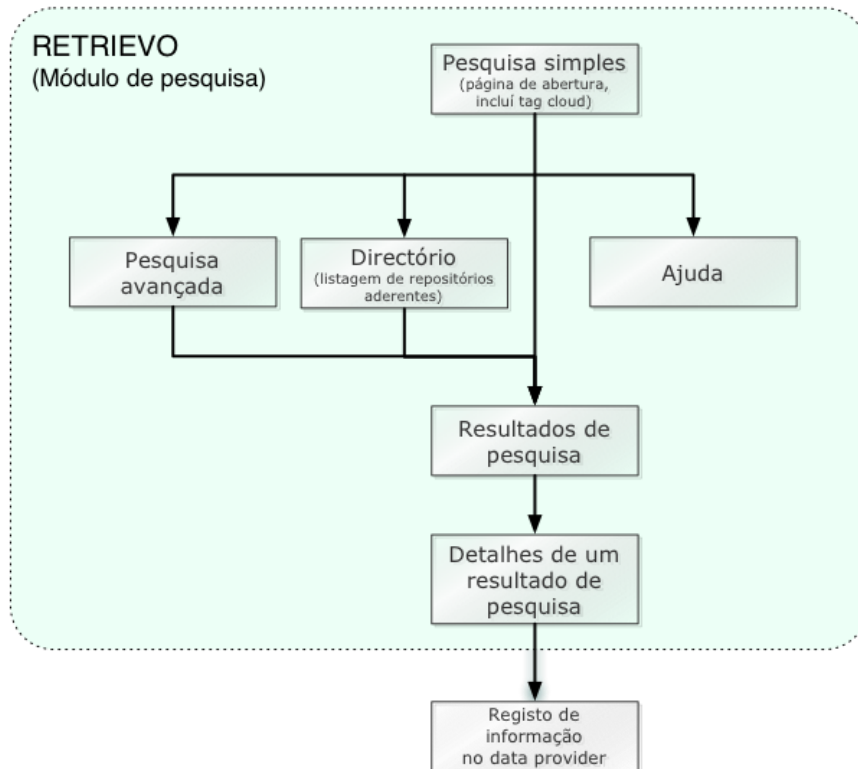 RETRIEVO
(Módulo de pesquisa)
Pesquisa simples
(página de abertura,
incluí tag cloud)
Pesquisa
avançada
Directório
(listagem de repositórios
aderentes)
Ajuda
Resultados de
pesquisa
Detalhes de um
resultado de
pesquisa
Registo de
informação
no data provider